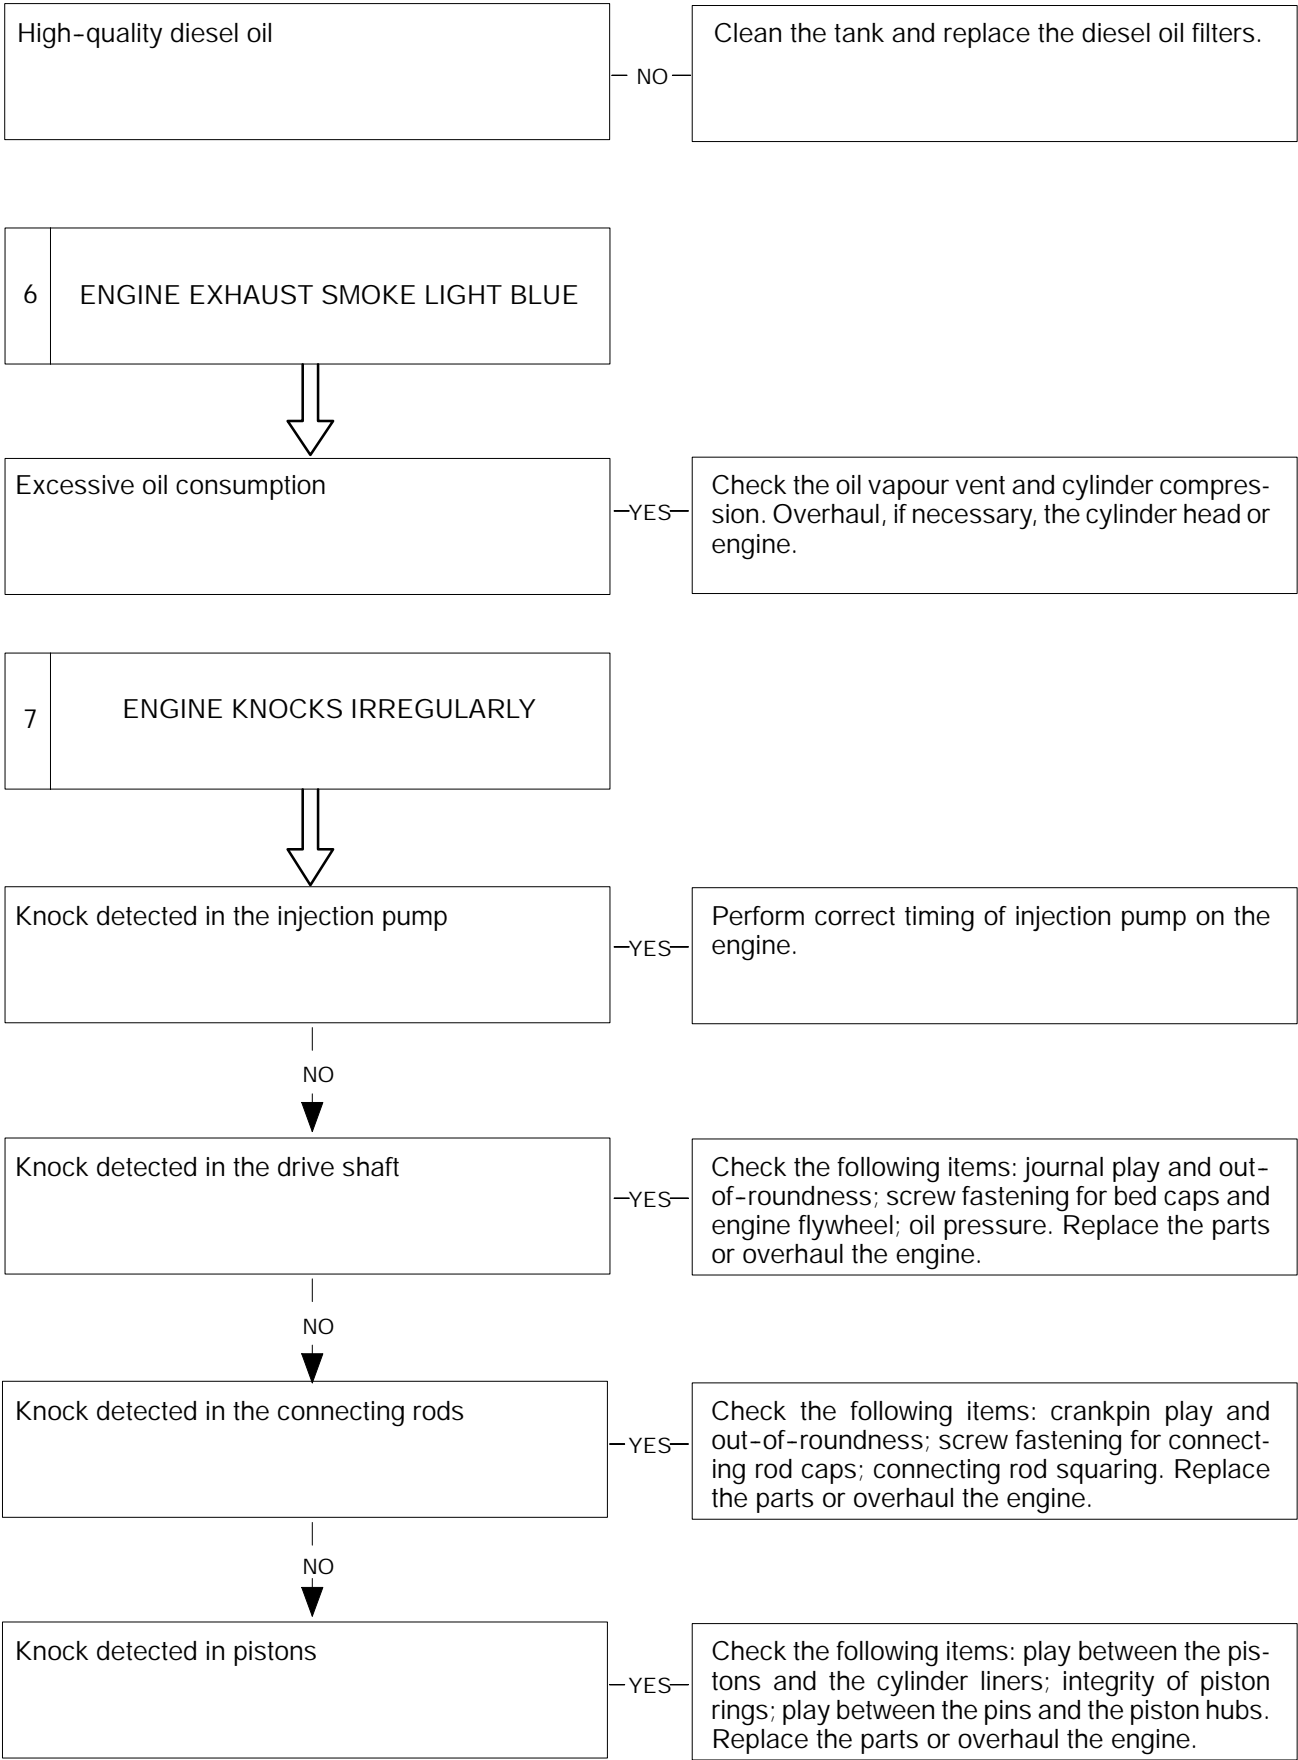 High-quality diesel oil
NO
Clean the tank and replace the diesel oil filters.
6
ENGINE EXHAUST SMOKE LIGHT BLUE
Excessive oil consumption
YES
Check the oil vapour vent and cylinder compres-
sion. Overhaul, if necessary, the cylinder head or
engine.
7
ENGINE KNOCKS IRREGULARLY
Knock detected in the injection pump
YES
Perform correct timing of injection pump on the
engine.
NO
Knock detected in the drive shaft
YES
Check the following items: journal play and out-
of-roundness; screw fastening for bed caps and
engine flywheel; oil pressure. Replace the parts
or overhaul the engine.
NO
Knock detected in the connecting rods
YES
Check the following items: crankpin play and
out-of-roundness; screw fastening for connect-
ing rod caps; connecting rod squaring. Replace
the parts or overhaul the engine.
NO
Knock detected in pistons
YES
Check the following items: play between the pis-
tons and the cylinder liners; integrity of piston
rings; play between the pins and the piston hubs.
Replace the parts or overhaul the engine.